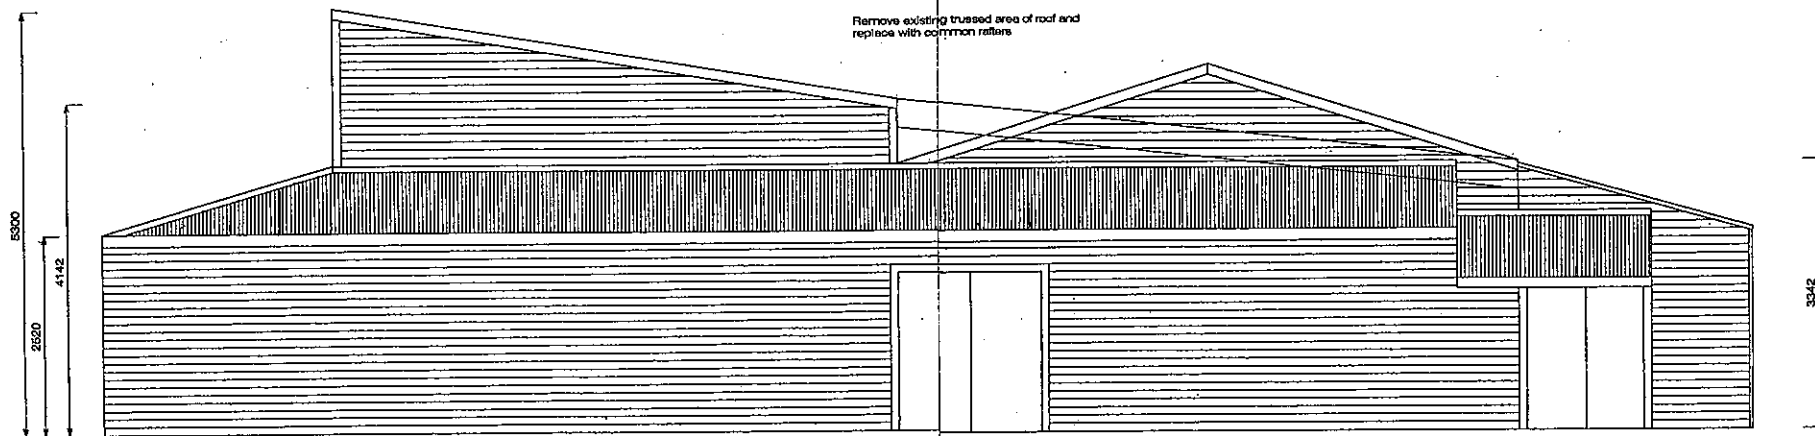 Remove existing trussed area of roof and
replace with common rafters
5300
2520
4142
3342